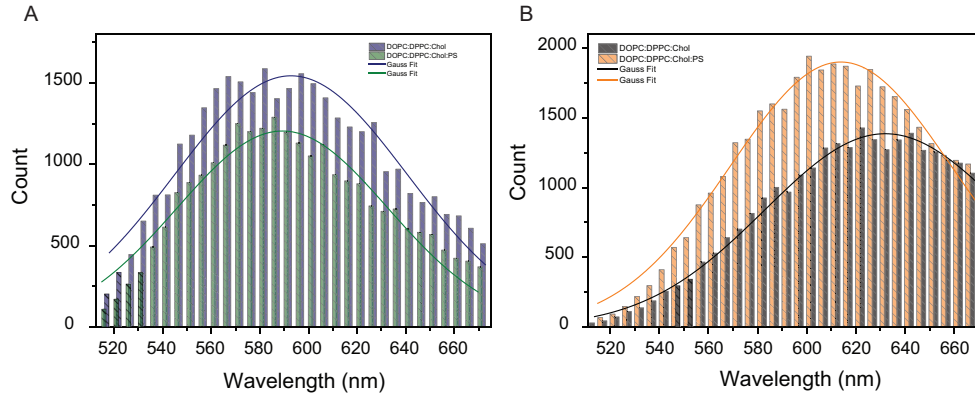 A
DOPC:DPPC:Chol
DOPC:DPPC:Chol:PS
Gauss Fit
Gauss Fit
1500
1000
500
0
Count
520 540 560 580 600 620 640 660
Wavelength (nm)
B
DOPC:DPPC:Chol
DOPC:DPPC:Chol:PS
Gauss Fit
Gauss Fit
2000
1500
1000
500
0
Count
520 540 560 580 600 620 640 660
Wavelength (nm)